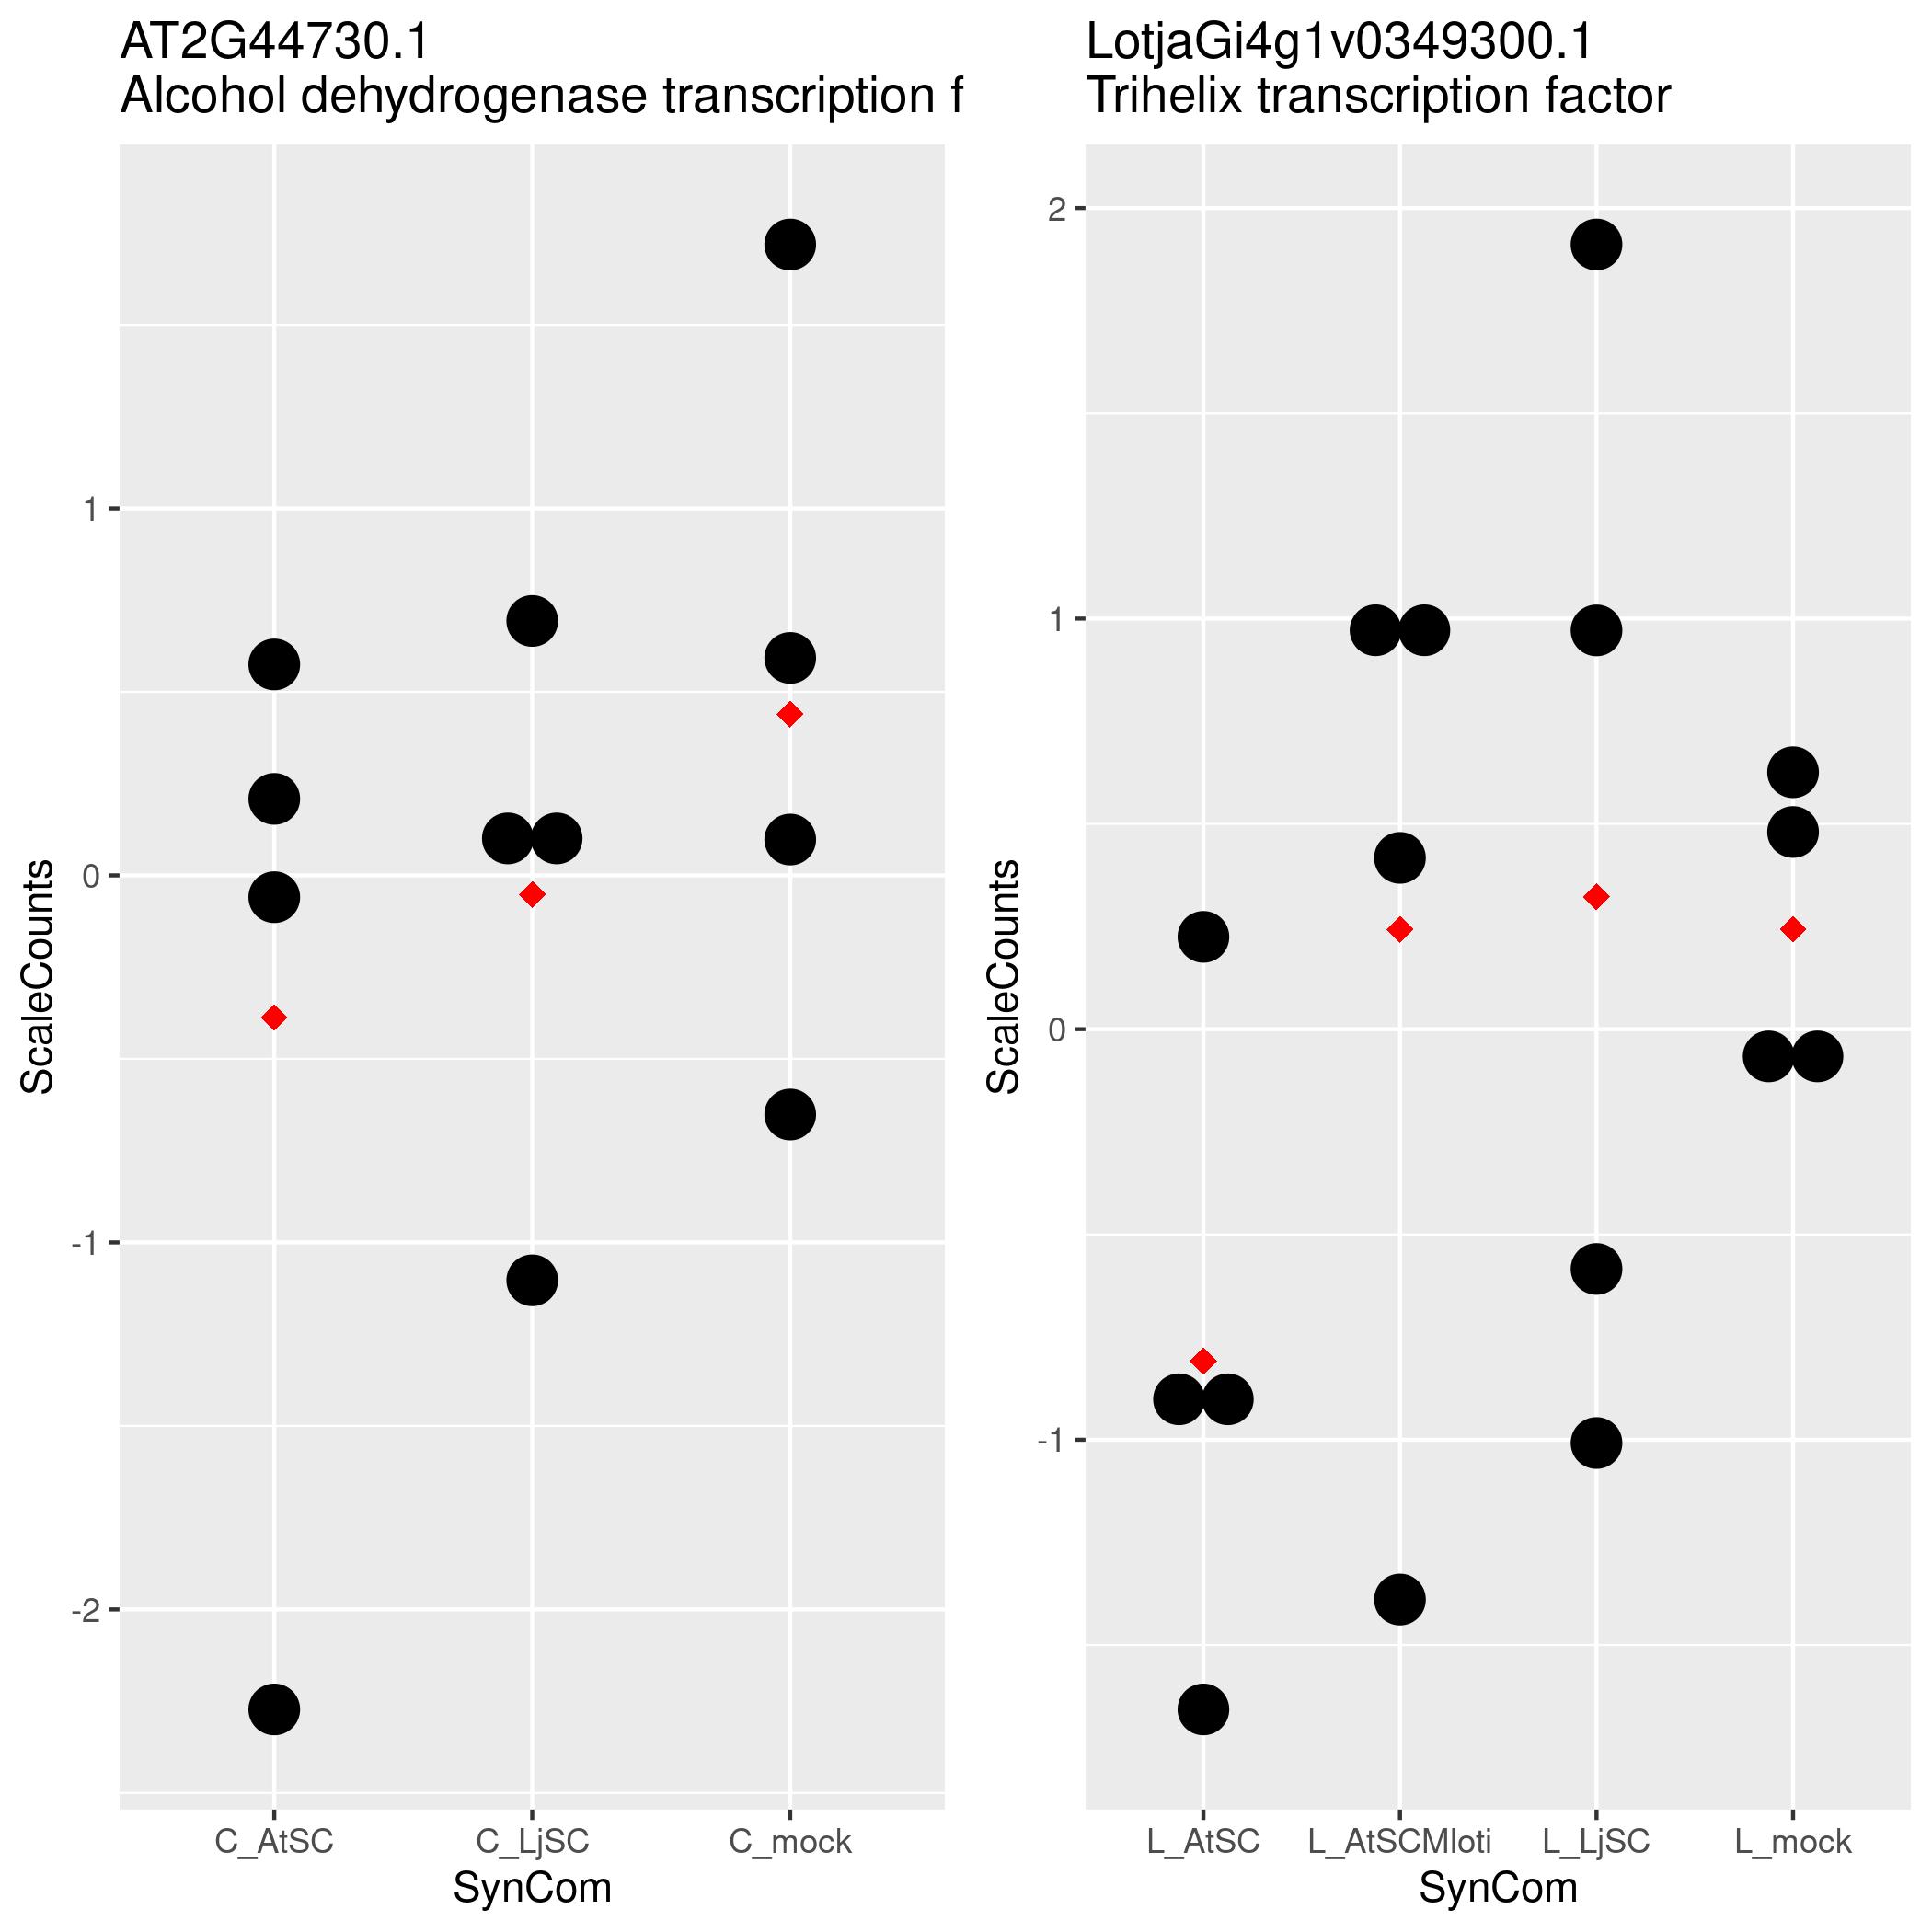 AT2G44730.1
Alcohol dehydrogenase transcription f
ScaleCounts
1
0
-1
-2
C_AtSC
C_LjSC
C_mock
SynCom
LotjaGi4g1v0349300.1
Trihelix transcription factor
ScaleCounts
2
1
0
-1
L_AtSC
L_AtSCMloti
L_LjSC
L_mock
SynCom